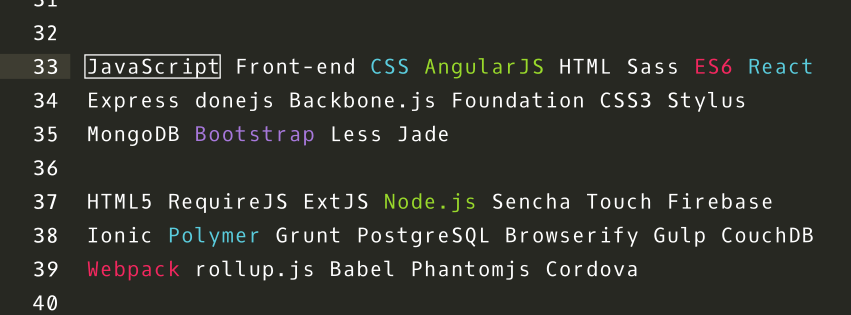 31
32
33 JavaScript Front-end CSS AngularJS HTML Sass ES6 React
34 Express donejs Backbone.js Foundation CSS3 Stylus
35 MongoDB Bootstrap Less Jade
36
37 HTML5 RequireJS ExtJS Node.js Sencha Touch Firebase
38 Ionic Polymer Grunt PostgreSQL Browserify Gulp CouchDB
39 Webpack rollup.js Babel Phantomjs Cordova
40